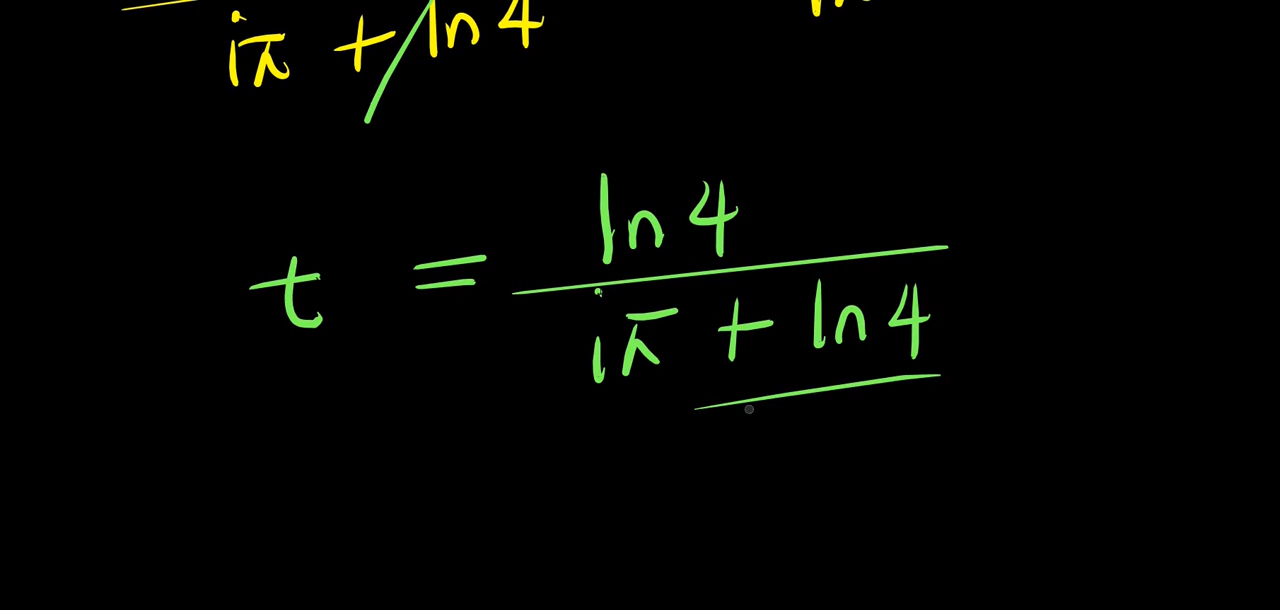 iπ + ln 4
t = ln 4
iπ + ln 4